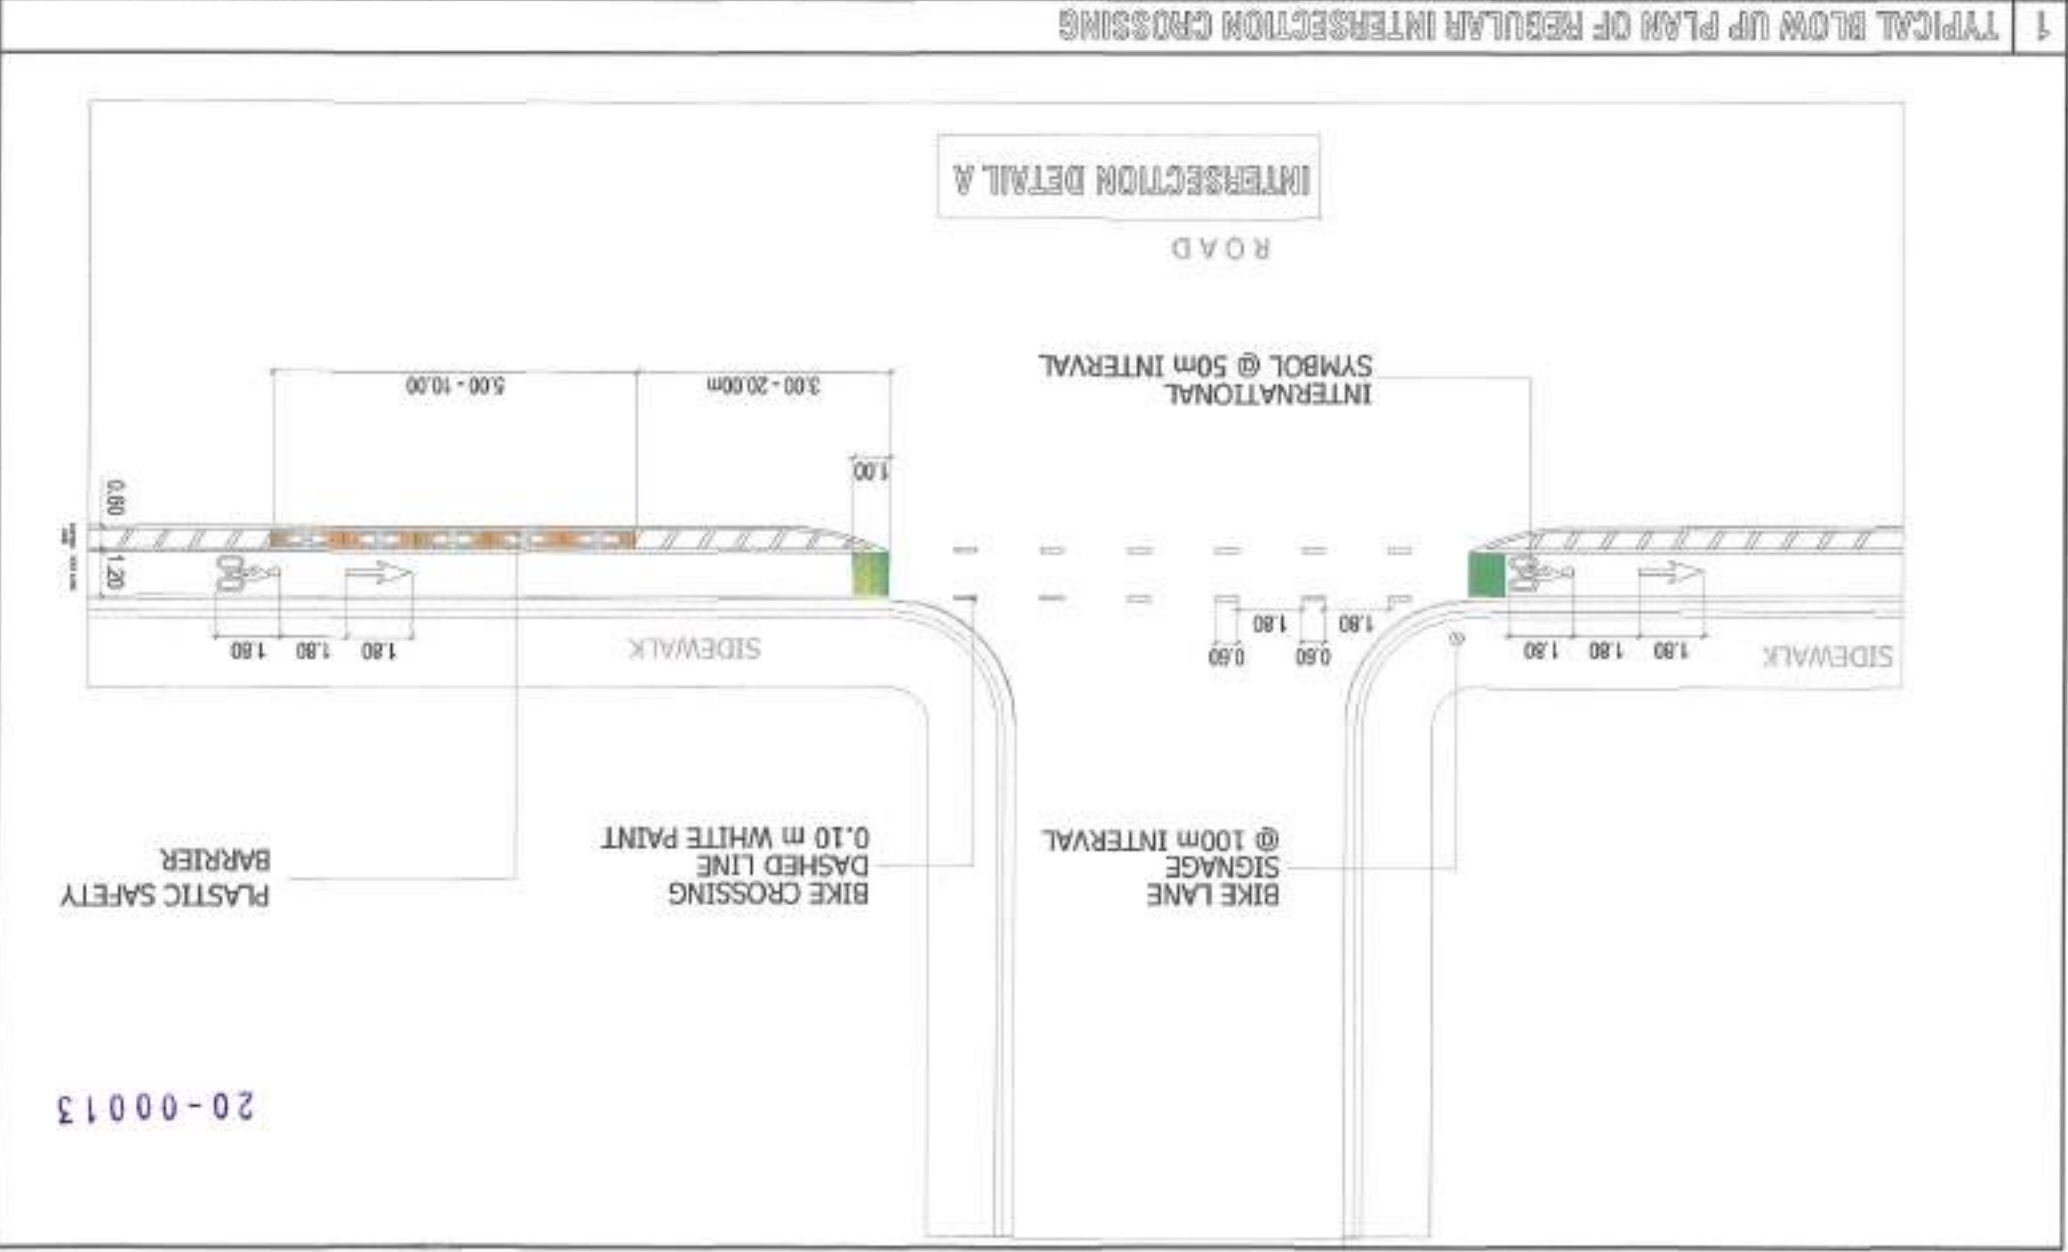 20-00013
BIKE LANE
SIGNAGE
@ 100m INTERVAL
BIKE CROSSING
DASHED LINE
0.10 m WHITE PAINT
PLASTIC SAFETY
BARRIER
SIDEWALK
1.80 1.80 1.80
0.60 0.60
1.80 1.80
SIDEWALK
1.80 1.80 1.80
1.20
0.60
1.00
INTERNATIONAL
SYMBOL @ 50m INTERVAL
3.00 - 20.00m
5.00 - 10.00
ROAD
INTERSECTION DETAIL A
1 TYPICAL BLOW UP PLAN OF REGULAR INTERSECTION CROSSING